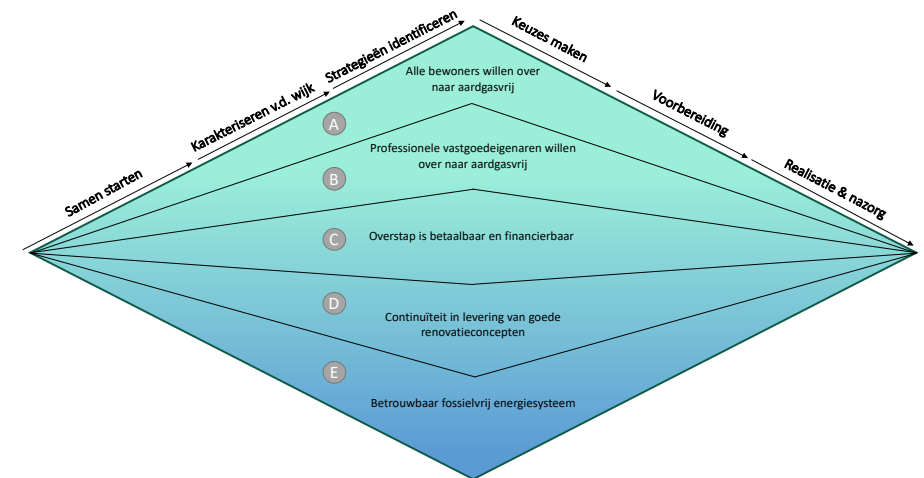 Samen starten
Karakteriseren v.d. wijk
Strategieën identificeren
Keuzes maken
Voorbereiding
Realisatie & nazorg
Alle bewoners willen over
naar aardgasvrij
A
Professionele vastgoedeigenaren willen
over naar aardgasvrij
B
Overstap is betaalbaar en financierbaar
C
D
Continuïteit in levering van goede
renovatieconcepten
E
Betrouwbaar fossielvrij energiesysteem